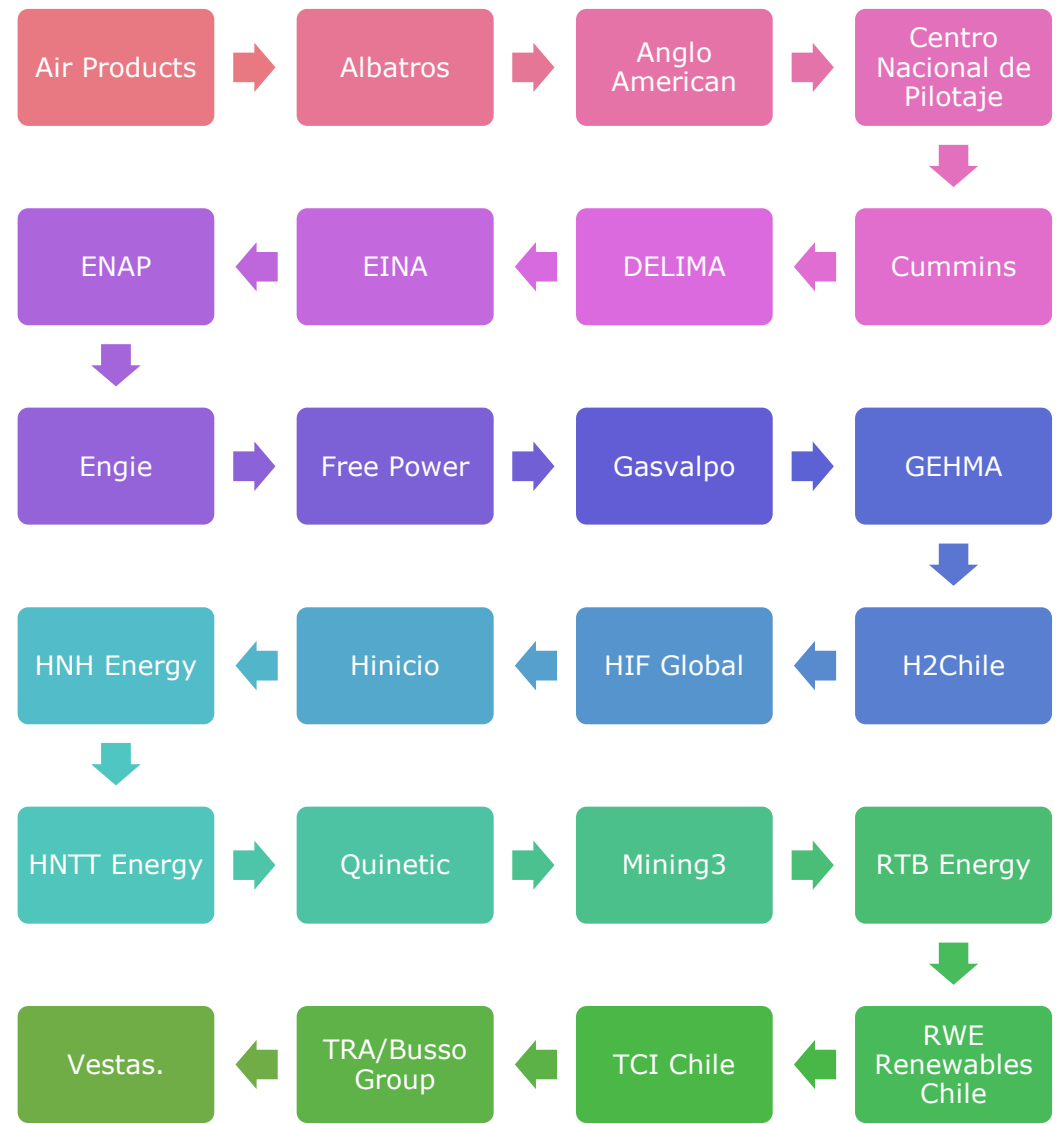 Air Products
Albatros
Anglo
American
Centro
Nacional de
Pilotaje
Cummins
DELIMA
EINA
ENAP
Engie
Free Power
Gasvalpo
GEHMA
H2Chile
HIF Global
Hinicio
HNH Energy
HNTT Energy
Quinetic
Mining3
RTB Energy
RWE
Renewables
Chile
TCI Chile
TRA/Busso
Group
Vestas.